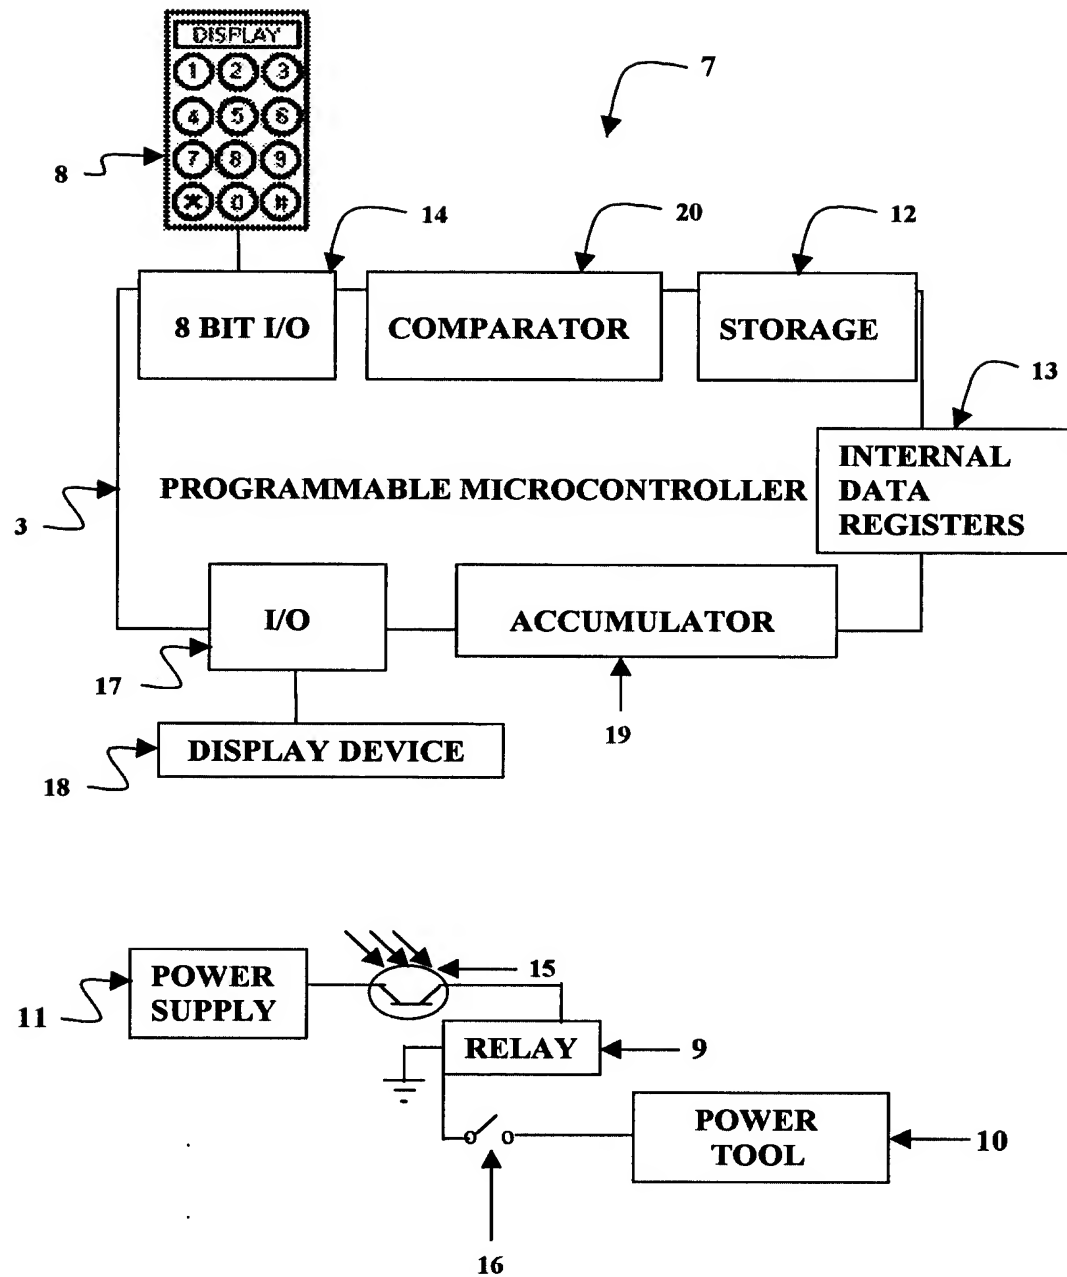 DISPLAY
1 2 3
4 5 6
7 8 9
* 0 #
7
8
14
20
12
8 BIT I/O
COMPARATOR
STORAGE
13
INTERNAL
DATA
REGISTERS
PROGRAMMABLE MICROCONTROLLER
3
I/O
ACCUMULATOR
17
19
DISPLAY DEVICE
18
POWER
SUPPLY
15
11
RELAY
9
POWER
TOOL
10
16